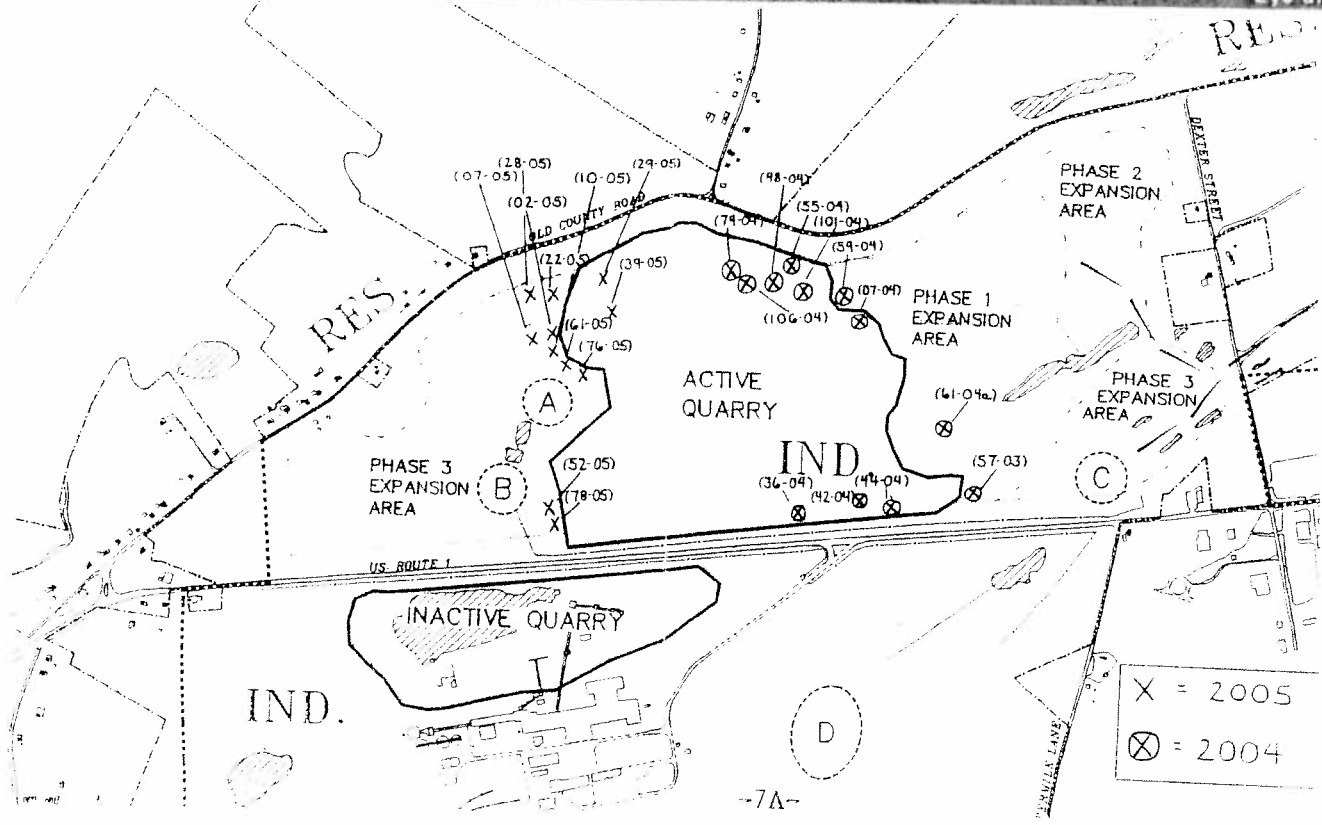 RES.
DEXTER STREET
PHASE 2
EXPANSION
AREA
(28-05)
(07-05)
(02-05)
(10-05)
(29-05)
(98-04)
(55-04)
(101-04)
(79-04)
(59-04)
OLD COUNTY ROAD
(22-05)
(39-05)
(106-04)
(07-04)
PHASE 1
EXPANSION
AREA
RES.
(61-05)
(76-05)
ACTIVE
QUARRY
PHASE 3
EXPANSION
AREA
(61-04a)
A
IND
PHASE 3
EXPANSION
AREA
B
(52-05)
(78-05)
(36-04)
(42-04)
(44-04)
(57-03)
C
US ROUTE 1
INACTIVE QUARRY
IND.
D
X = 2005
⊗ = 2004
LANE
-7A-